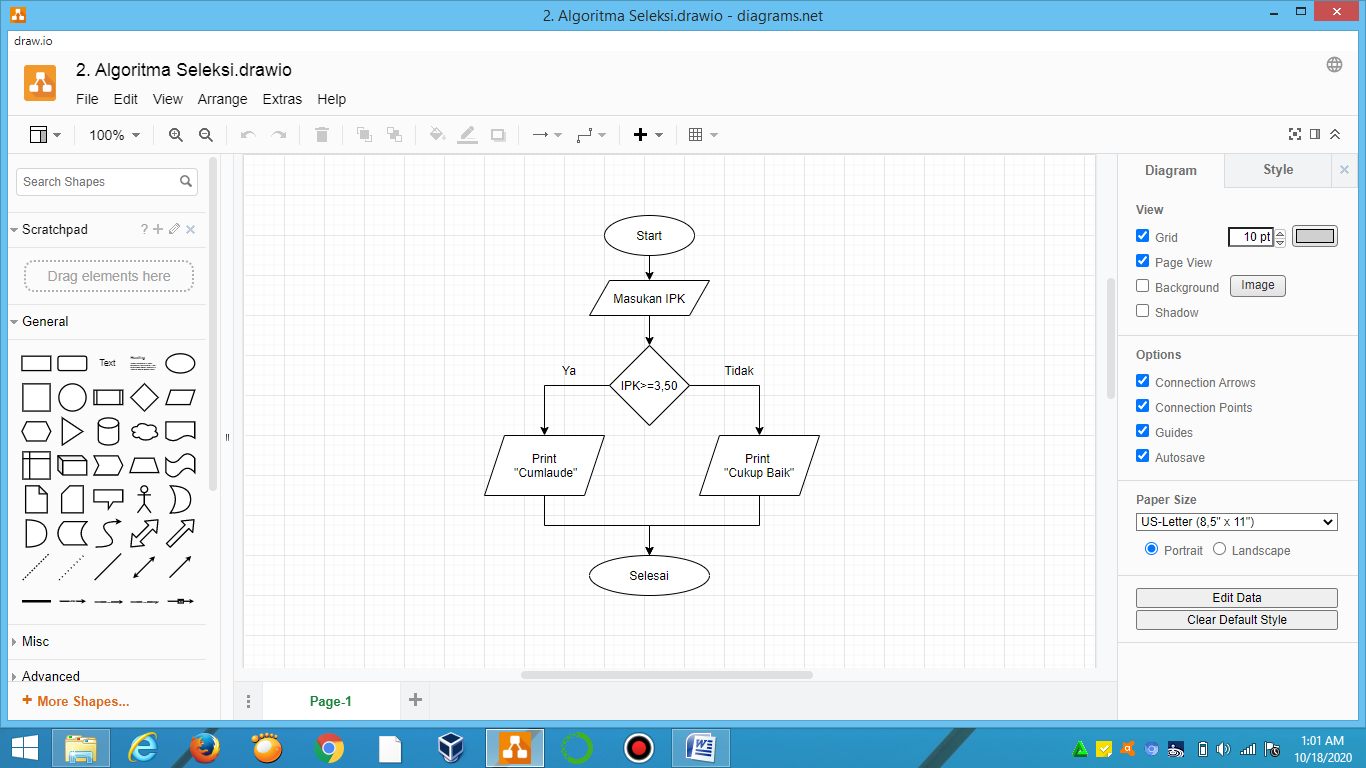 2. Algoritma Seleksi.drawio - diagrams.net
draw.io
2. Algoritma Seleksi.drawio
File Edit View Arrange Extras Help
100%
Search Shapes
Scratchpad
?
Drag elements here
General
Text
Heading
Misc
Advanced
+ More Shapes...
Start
Masukan IPK
IPK>=3,50
Ya
Tidak
Print
"Cumlaude"
Print
"Cukup Baik"
Selesai
Page-1
Diagram Style
View
Grid 10 pt
Page View
Background Image
Shadow
Options
Connection Arrows
Connection Points
Guides
Autosave
Paper Size
US-Letter (8,5" x 11")
Portrait Landscape
Edit Data
Clear Default Style
1:01 AM
10/18/2020